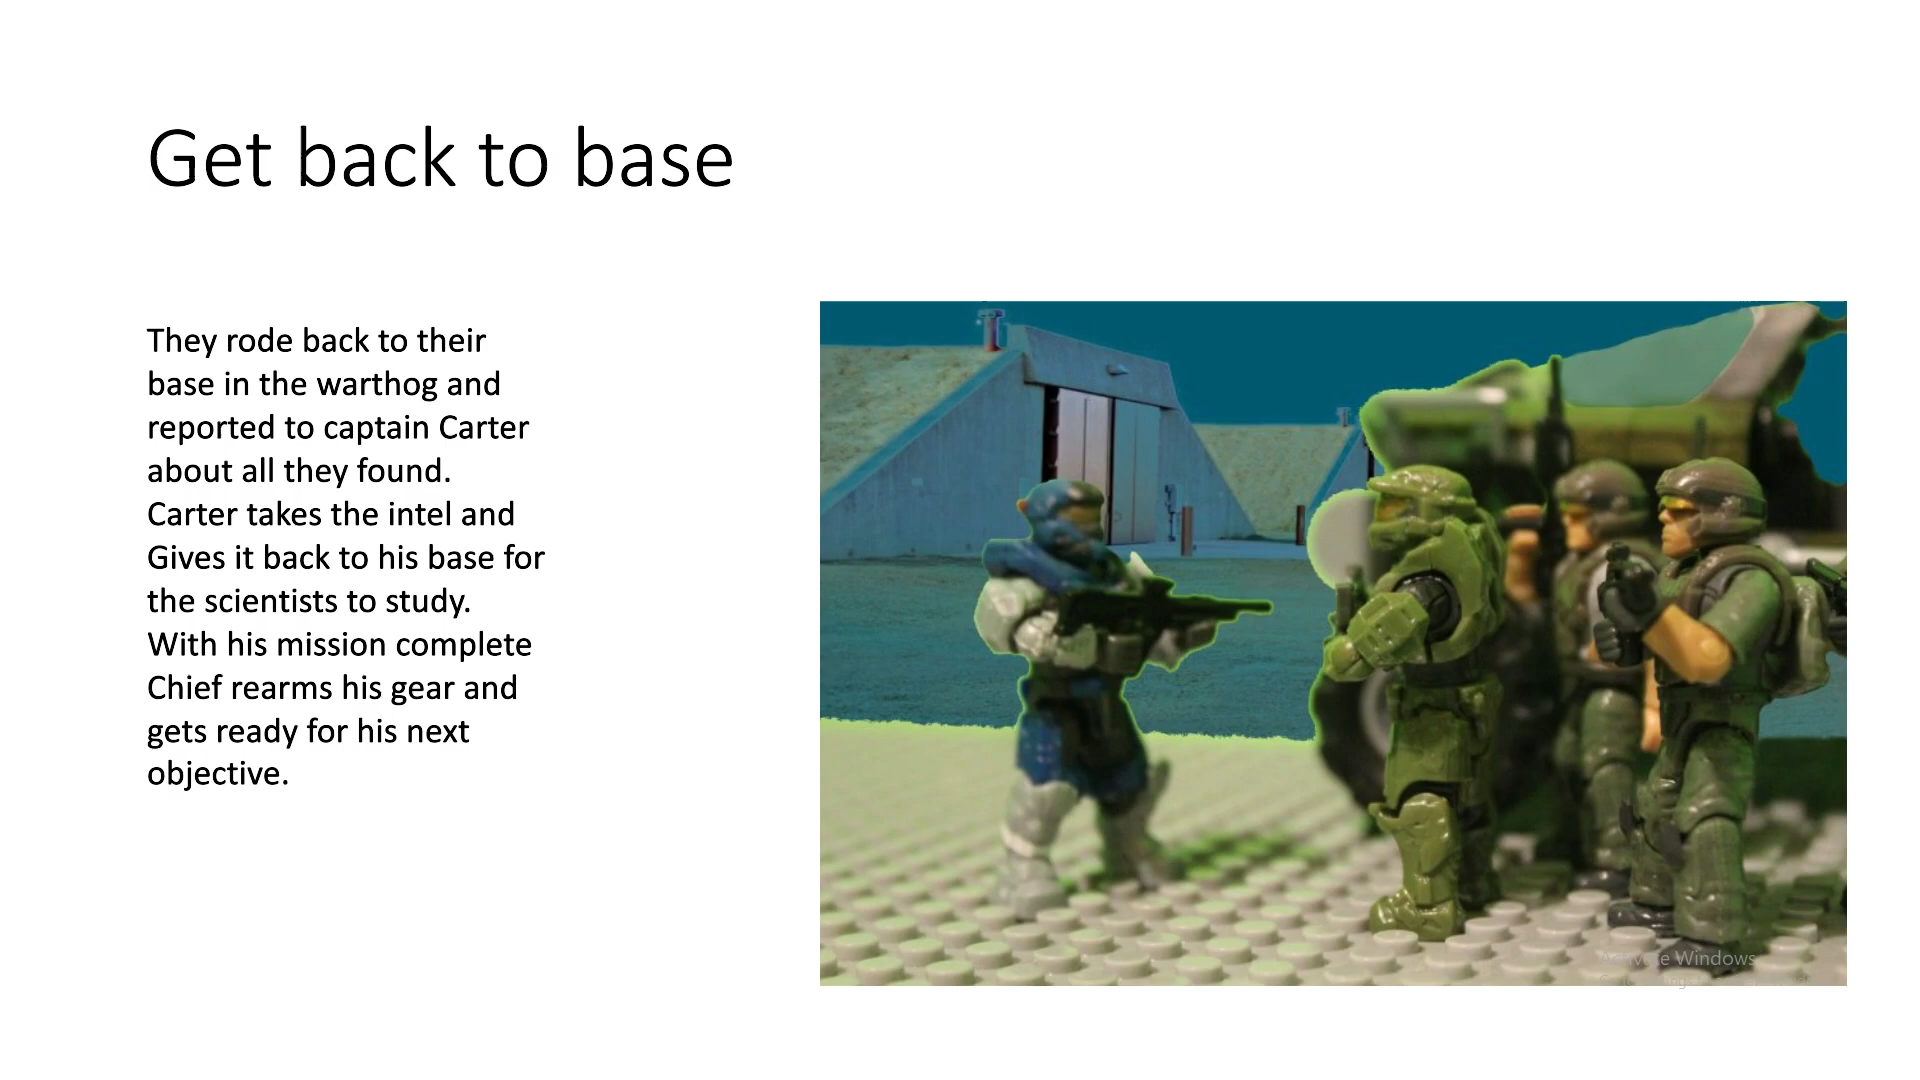 Get back to base
They rode back to their
base in the warthog and
reported to captain Carter
about all they found.
Carter takes the intel and
Gives it back to his base for
the scientists to study.
With his mission complete
Chief rearms his gear and
gets ready for his next
objective.
Activate Windows